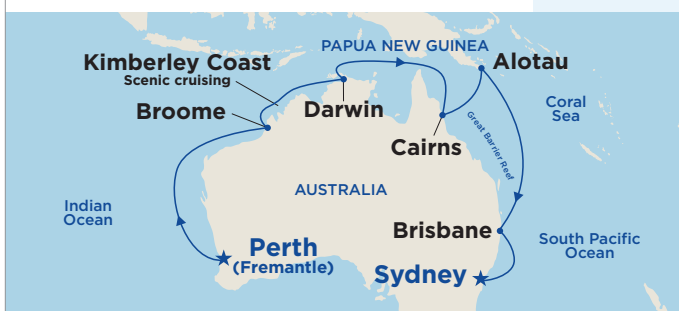 PAPUA NEW GUINEA
Kimberley Coast
Scenic cruising
Alotau
Broome
Darwin
Coral
Sea
Cairns
Great Barrier Reef
AUSTRALIA
Indian
Ocean
Brisbane
South Pacific
Ocean
Perth
(Fremantle)
Sydney